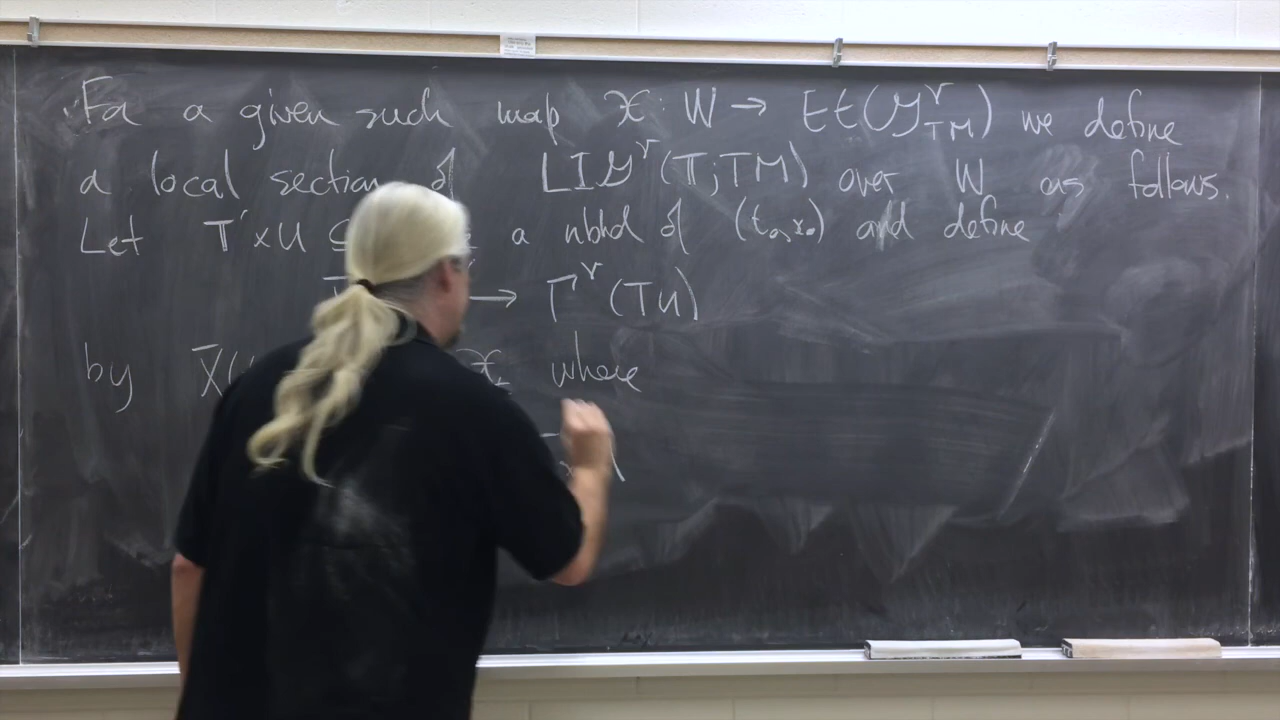 For a given such map 𝒳 : W → Et(𝒢^r_TM) we define
a local section of LI𝒢^r(𝕋;TM) over W as follows.
Let 𝕋'×U ⊆ a nbhd of (t₀,x₀) and define
→ Γ^r(TU)
by X̄( where